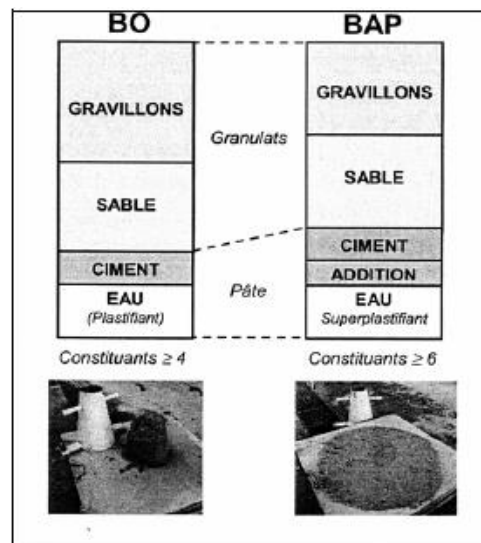 BO
BAP
GRAVILLONS
SABLE
CIMENT
EAU
(Plastifiant)
Granulats
Pâte
GRAVILLONS
SABLE
CIMENT
ADDITION
EAU
Superplastifiant
Constituants ≥ 4
Constituants ≥ 6